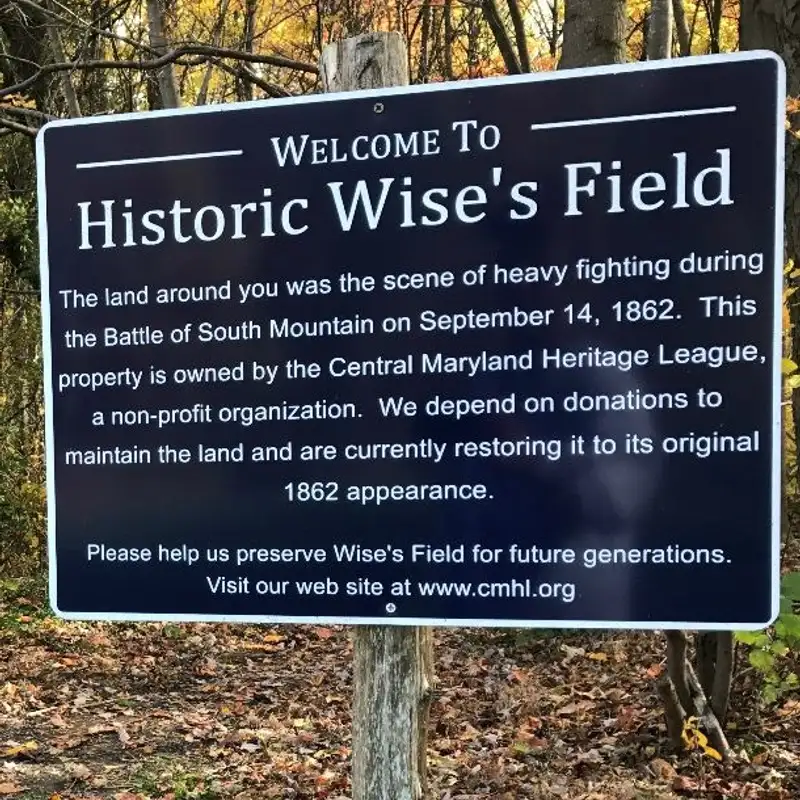 Welcome To
Historic Wise's Field
The land around you was the scene of heavy fighting during
the Battle of South Mountain on September 14, 1862. This
property is owned by the Central Maryland Heritage League,
a non-profit organization. We depend on donations to
maintain the land and are currently restoring it to its original
1862 appearance.
Please help us preserve Wise's Field for future generations.
Visit our web site at www.cmhl.org